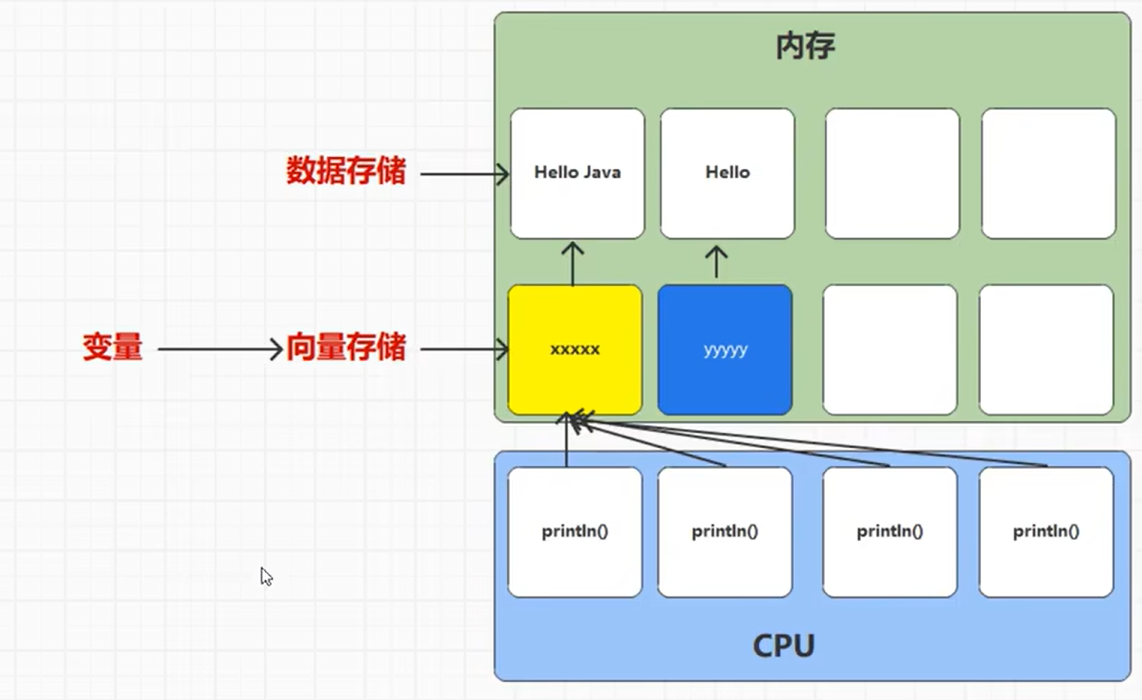 内存
数据存储
Hello Java
Hello
变量
向量存储
xxxxx
yyyyy
println()
println()
println()
println()
CPU